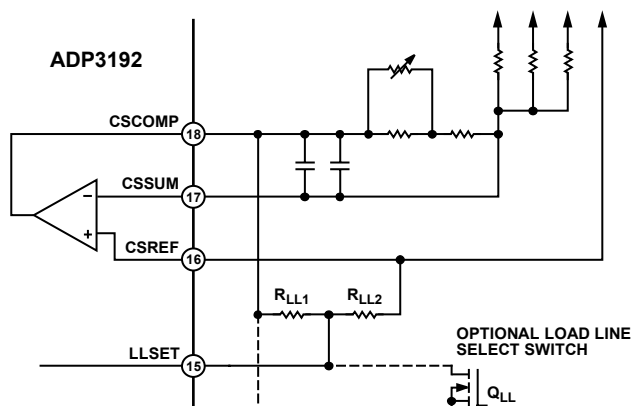 ADP3192
CSCOMP
18
CSSUM
17
−
+
CSREF
16
RLL1
RLL2
OPTIONAL LOAD LINE
SELECT SWITCH
LLSET
15
QLL